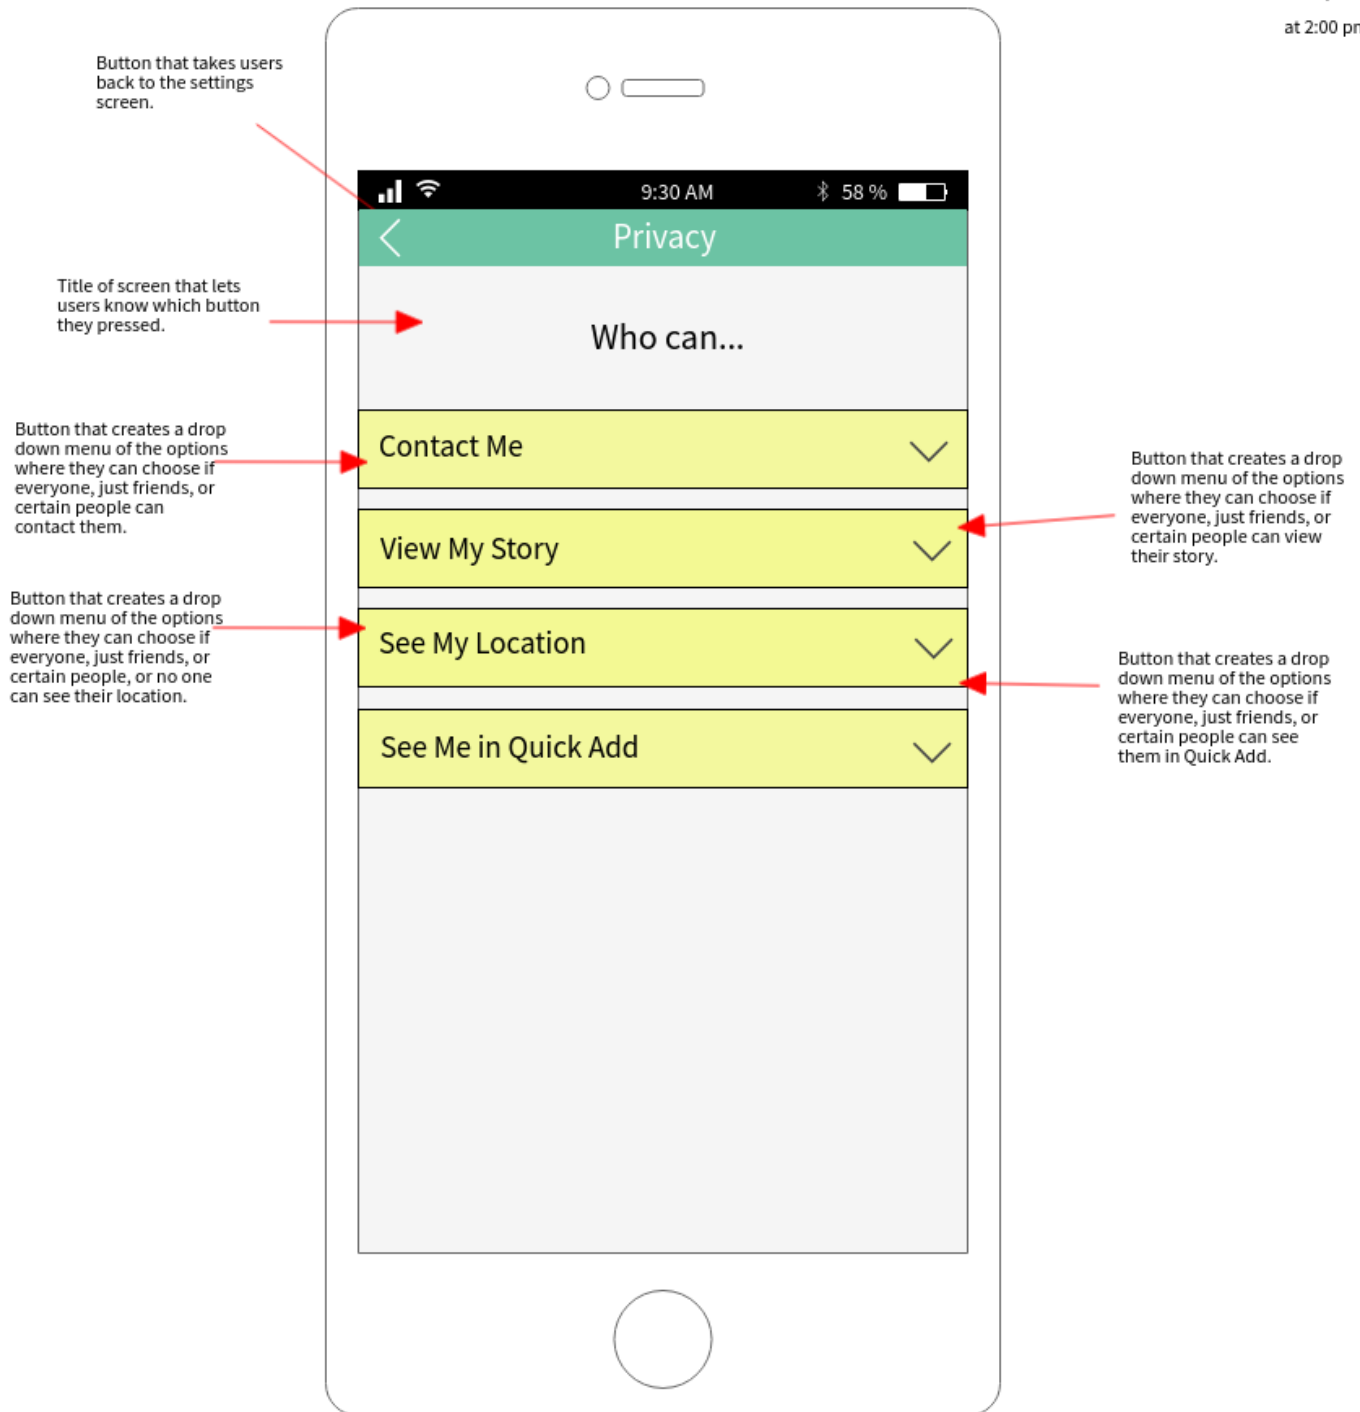 at 2:00 pm
Button that takes users
back to the settings
screen.
9:30 AM
58 %
Privacy
Title of screen that lets
users know which button
they pressed.
Who can...
Button that creates a drop
down menu of the options
where they can choose if
everyone, just friends, or
certain people can
contact them.
Contact Me
Button that creates a drop
down menu of the options
where they can choose if
everyone, just friends, or
certain people can view
their story.
View My Story
Button that creates a drop
down menu of the options
where they can choose if
everyone, just friends, or
certain people, or no one
can see their location.
See My Location
Button that creates a drop
down menu of the options
where they can choose if
everyone, just friends, or
certain people can see
them in Quick Add.
See Me in Quick Add